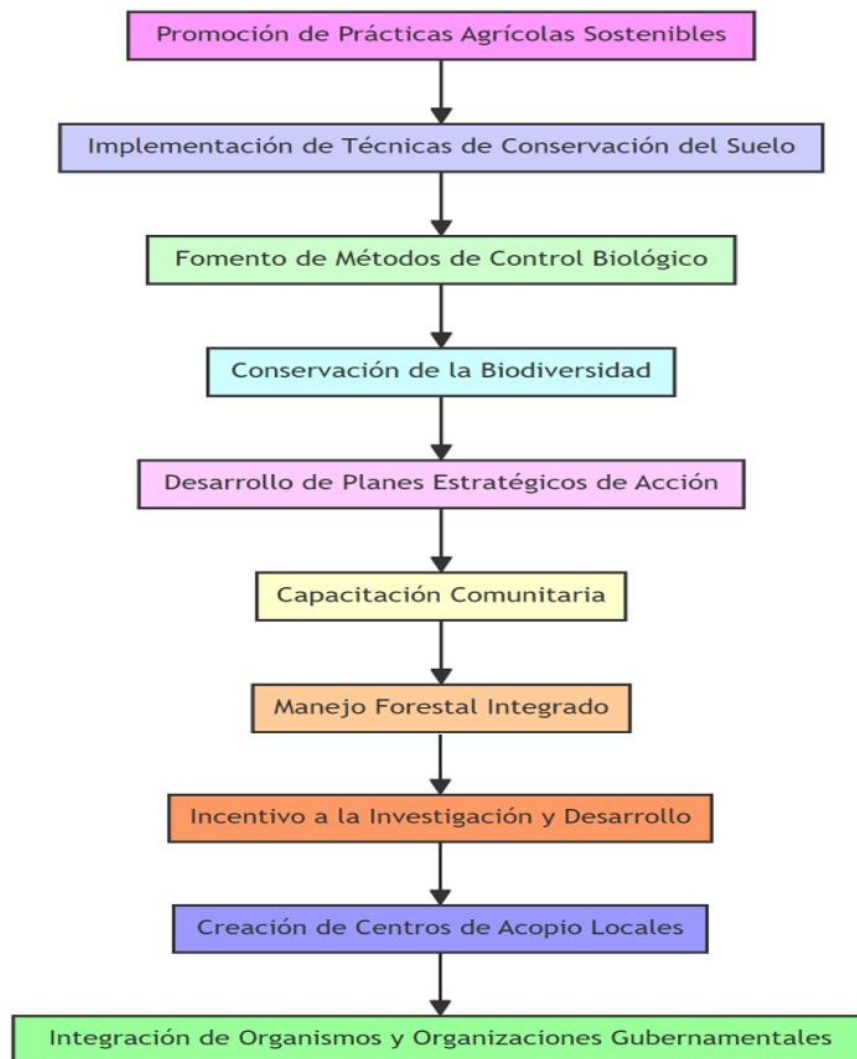 Promoción de Prácticas Agrícolas Sostenibles
Implementación de Técnicas de Conservación del Suelo
Fomento de Métodos de Control Biológico
Conservación de la Biodiversidad
Desarrollo de Planes Estratégicos de Acción
Capacitación Comunitaria
Manejo Forestal Integrado
Incentivo a la Investigación y Desarrollo
Creación de Centros de Acopio Locales
Integración de Organismos y Organizaciones Gubernamentales